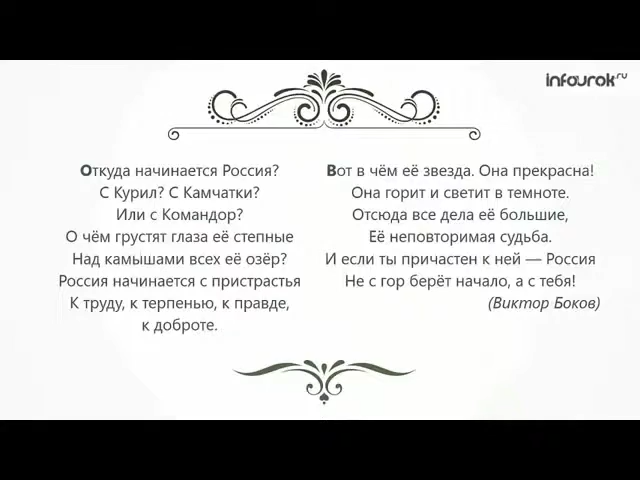 infourok.ru
Откуда начинается Россия?
С Курил? С Камчатки?
Или с Командор?
О чём грустят глаза её степные
Над камышами всех её озёр?
Россия начинается с пристрастья
К труду, к терпенью, к правде,
к доброте.
Вот в чём её звезда. Она прекрасна!
Она горит и светит в темноте.
Отсюда все дела её большие,
Её неповторимая судьба.
И если ты причастен к ней — Россия
Не с гор берёт начало, а с тебя!
(Виктор Боков)